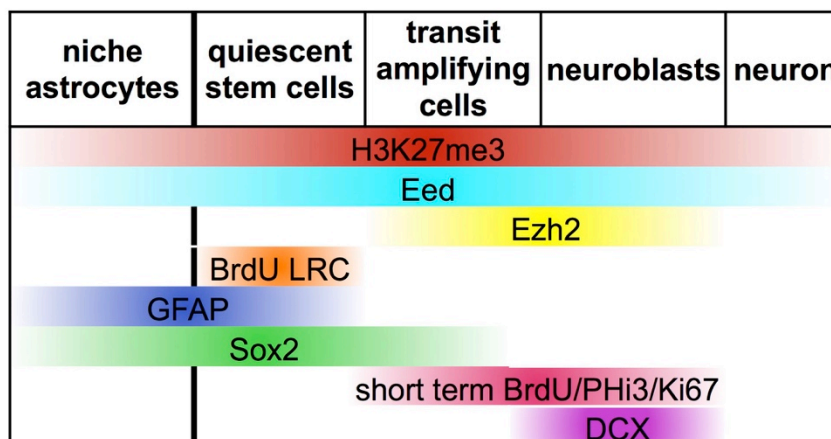 niche
astrocytes
quiescent
stem cells
transit
amplifying
cells
neuroblasts
neuron
H3K27me3
Eed
Ezh2
BrdU LRC
GFAP
Sox2
short term BrdU/PHi3/Ki67
DCX